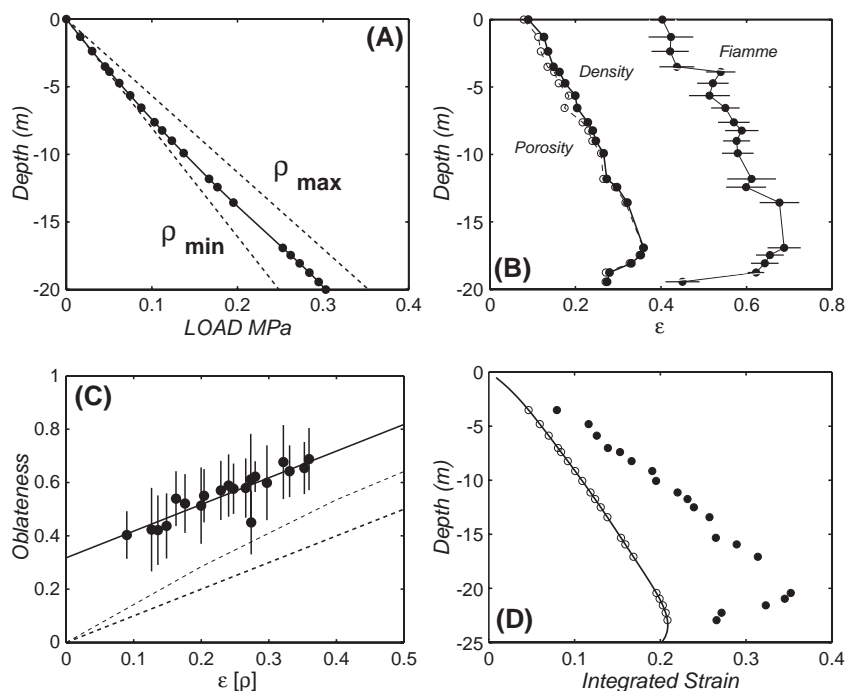 0
-5
-10
-15
-20
Depth (m)
(A)
ρ max
ρ min
0
0.1
0.2
0.3
0.4
LOAD MPa
0
-5
-10
-15
-20
Depth (m)
Fiamme
Density
Porosity
(B)
0
0.2
0.4
0.6
0.8
ε
1
0.8
0.6
0.4
0.2
0
Oblateness
(C)
0
0.1
0.2
0.3
0.4
0.5
ε [ρ]
0
-5
-10
-15
-20
-25
Depth (m)
(D)
0
0.1
0.2
0.3
0.4
Integrated Strain